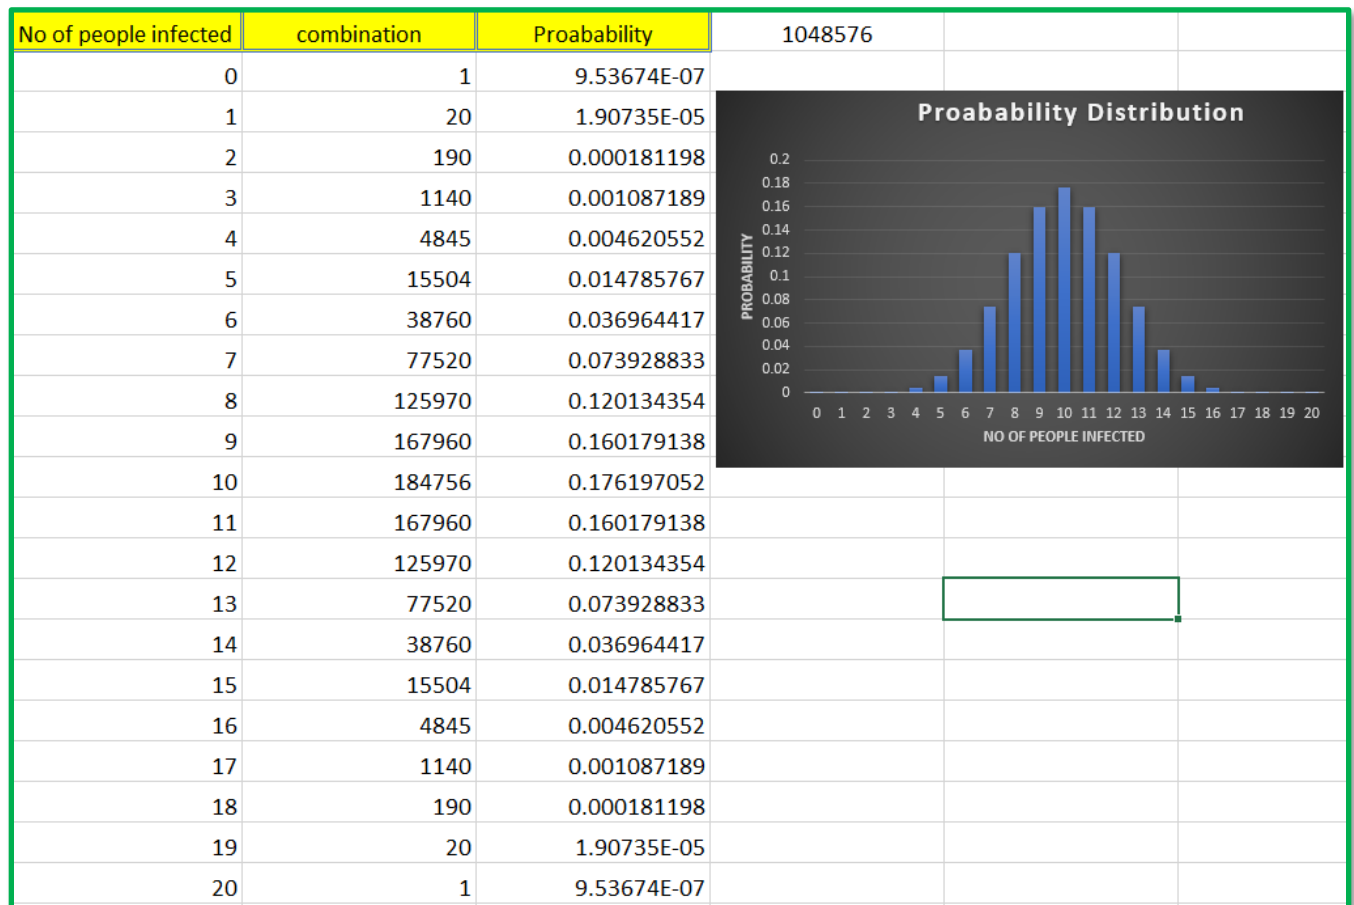 No of people infected combination Proabability 1048576
0 1 9.53674E-07
1 20 1.90735E-05
2 190 0.000181198
3 1140 0.001087189
4 4845 0.004620552
5 15504 0.014785767
6 38760 0.036964417
7 77520 0.073928833
8 125970 0.120134354
9 167960 0.160179138
10 184756 0.176197052
11 167960 0.160179138
12 125970 0.120134354
13 77520 0.073928833
14 38760 0.036964417
15 15504 0.014785767
16 4845 0.004620552
17 1140 0.001087189
18 190 0.000181198
19 20 1.90735E-05
20 1 9.53674E-07
Proabability Distribution
PROBABILITY
0.2
0.18
0.16
0.14
0.12
0.1
0.08
0.06
0.04
0.02
0
0 1 2 3 4 5 6 7 8 9 10 11 12 13 14 15 16 17 18 19 20
NO OF PEOPLE INFECTED